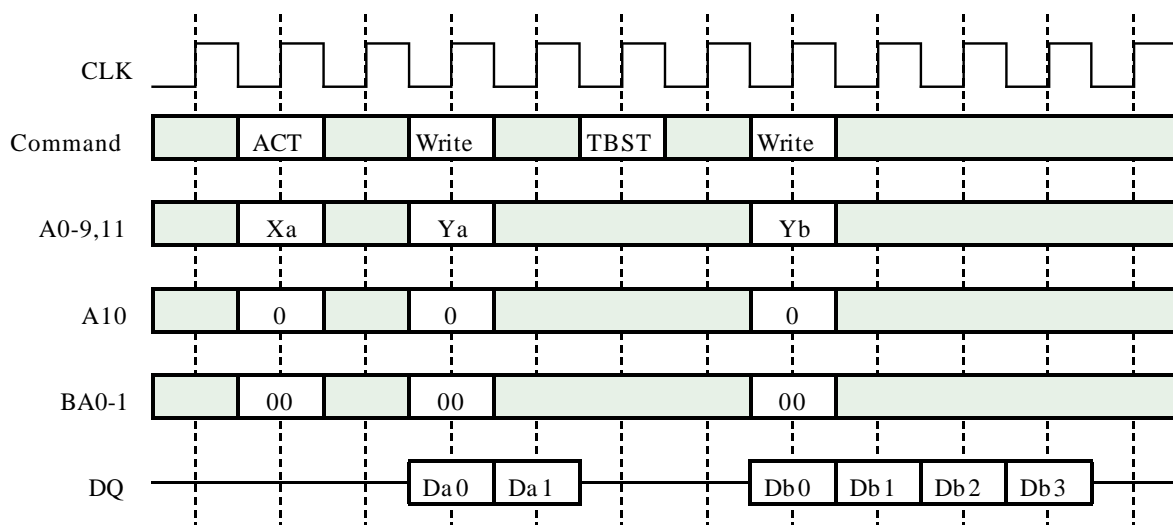 CLK
Command ACT Write TBST Write
A0-9,11 Xa Ya Yb
A10 0 0 0
BA0-1 00 00 00
DQ Da0 Da1 Db0 Db1 Db2 Db3